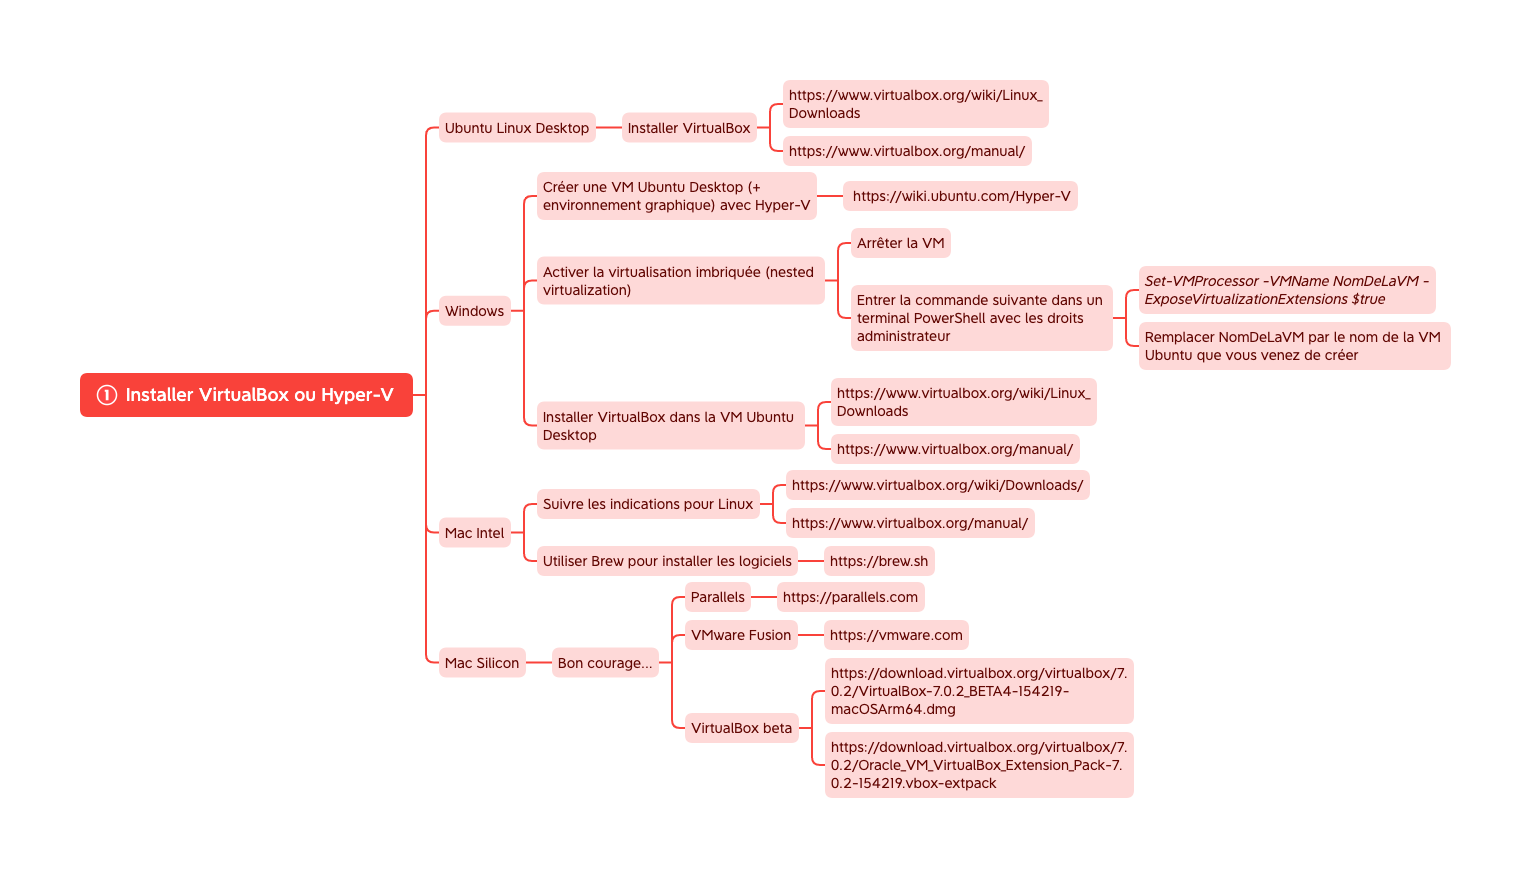 ① Installer VirtualBox ou Hyper-V
Ubuntu Linux Desktop
Installer VirtualBox
https://www.virtualbox.org/wiki/Linux_
Downloads
https://www.virtualbox.org/manual/
Windows
Créer une VM Ubuntu Desktop (+
environnement graphique) avec Hyper-V
https://wiki.ubuntu.com/Hyper-V
Activer la virtualisation imbriquée (nested
virtualization)
Arrêter la VM
Entrer la commande suivante dans un
terminal PowerShell avec les droits
administrateur
Set-VMProcessor -VMName NomDeLaVM -
ExposeVirtualizationExtensions $true
Remplacer NomDeLaVM par le nom de la VM
Ubuntu que vous venez de créer
Installer VirtualBox dans la VM Ubuntu
Desktop
https://www.virtualbox.org/wiki/Linux_
Downloads
https://www.virtualbox.org/manual/
Mac Intel
Suivre les indications pour Linux
https://www.virtualbox.org/wiki/Downloads/
https://www.virtualbox.org/manual/
Utiliser Brew pour installer les logiciels
https://brew.sh
Mac Silicon
Bon courage...
Parallels
https://parallels.com
VMware Fusion
https://vmware.com
VirtualBox beta
https://download.virtualbox.org/virtualbox/7.
0.2/VirtualBox-7.0.2_BETA4-154219-
macOSArm64.dmg
https://download.virtualbox.org/virtualbox/7.
0.2/Oracle_VM_VirtualBox_Extension_Pack-7.
0.2-154219.vbox-extpack